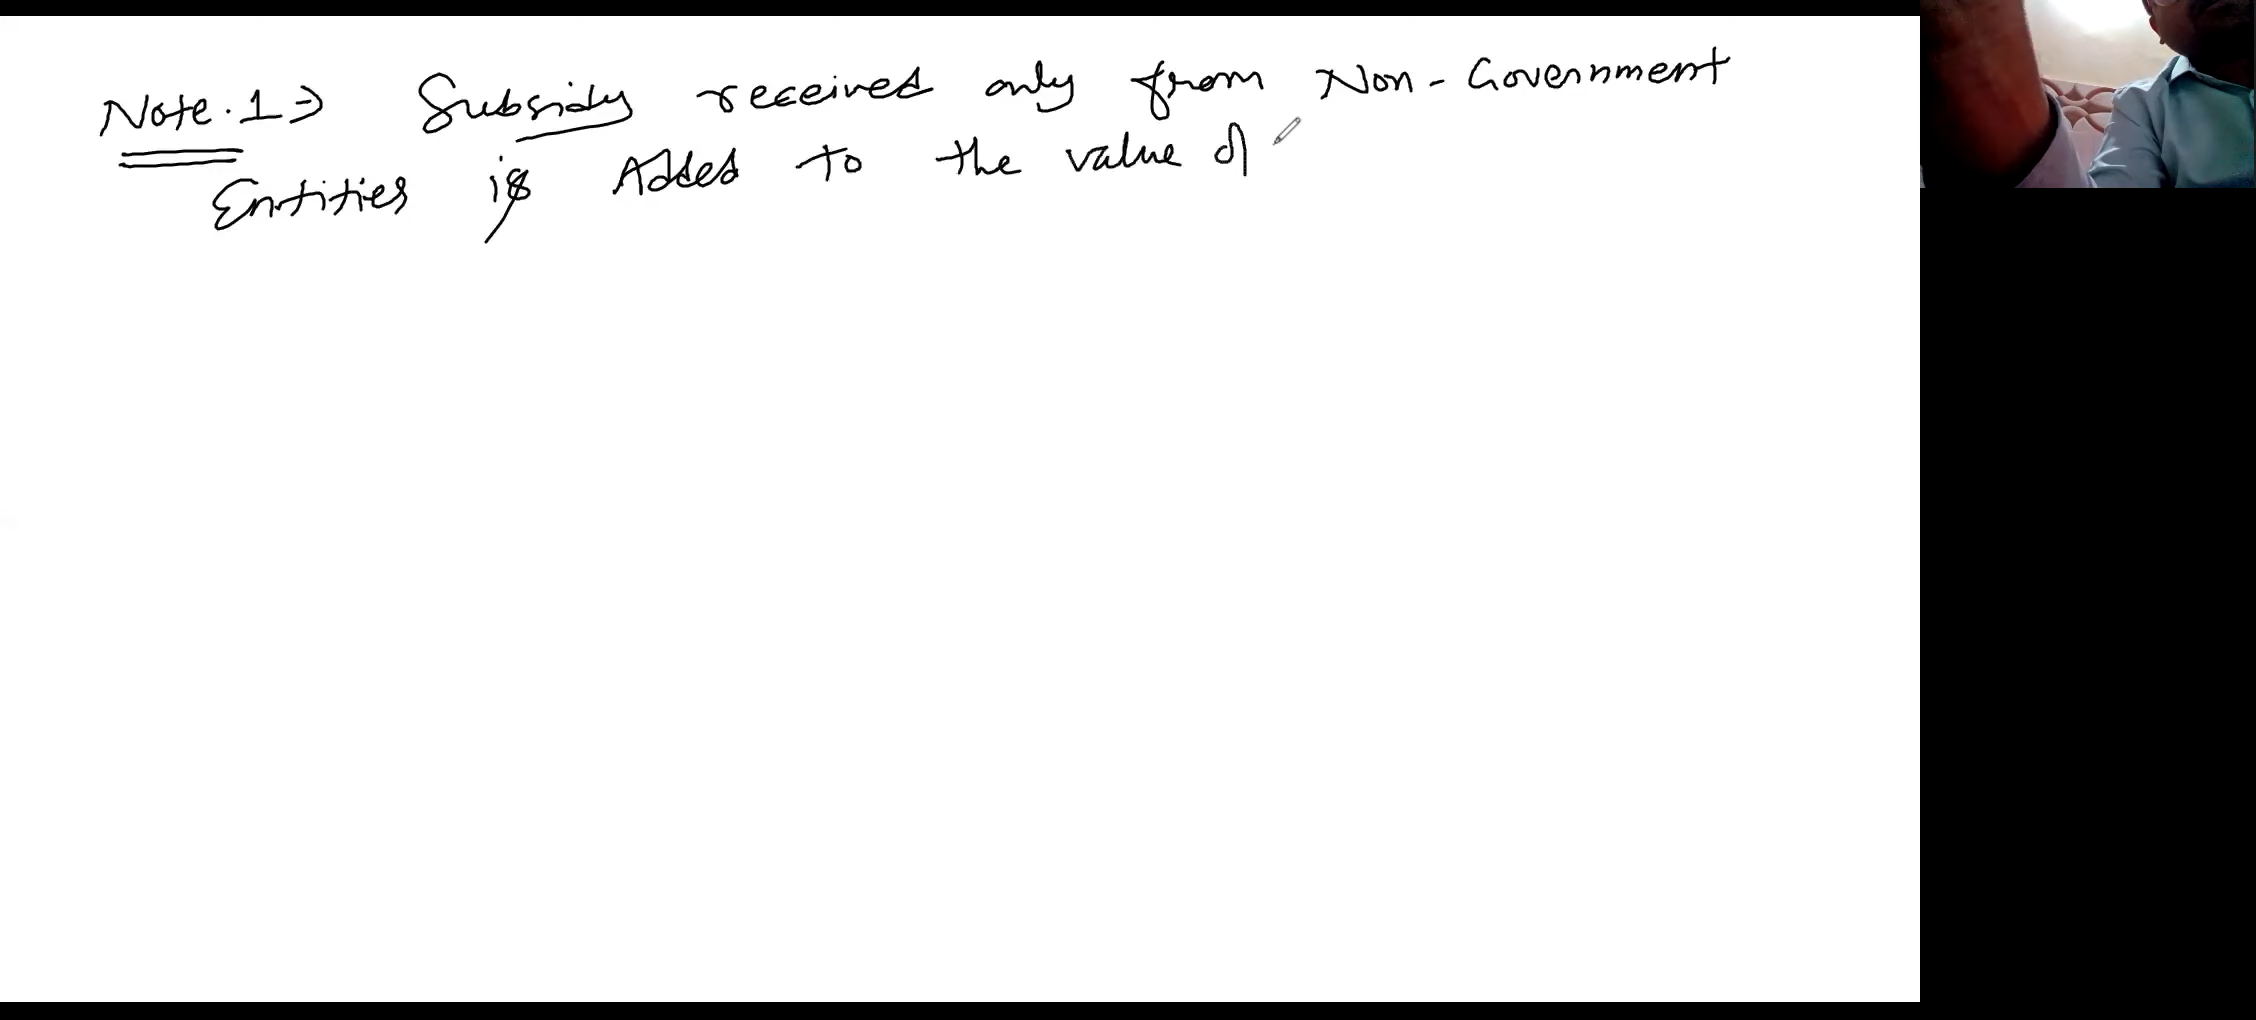 Note.1⇒ Subsidy received only from Non-Government
Entities is Added to the value of